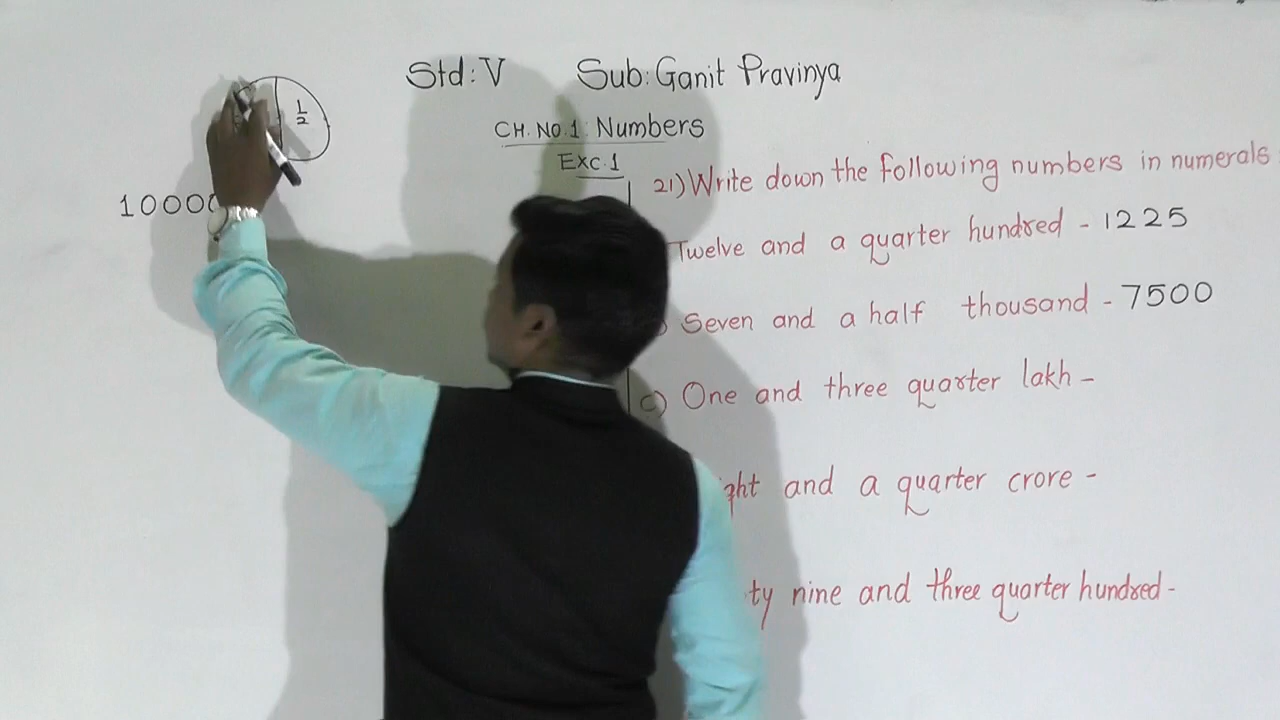 Std: V Sub: Ganit Pravinya
CH. NO. 1: Numbers
Exc. 1
1/2
10000
21) Write down the following numbers in numerals
Twelve and a quarter hundred - 1225
Seven and a half thousand - 7500
c) One and three quarter lakh -
and a quarter crore -
nine and three quarter hundred -